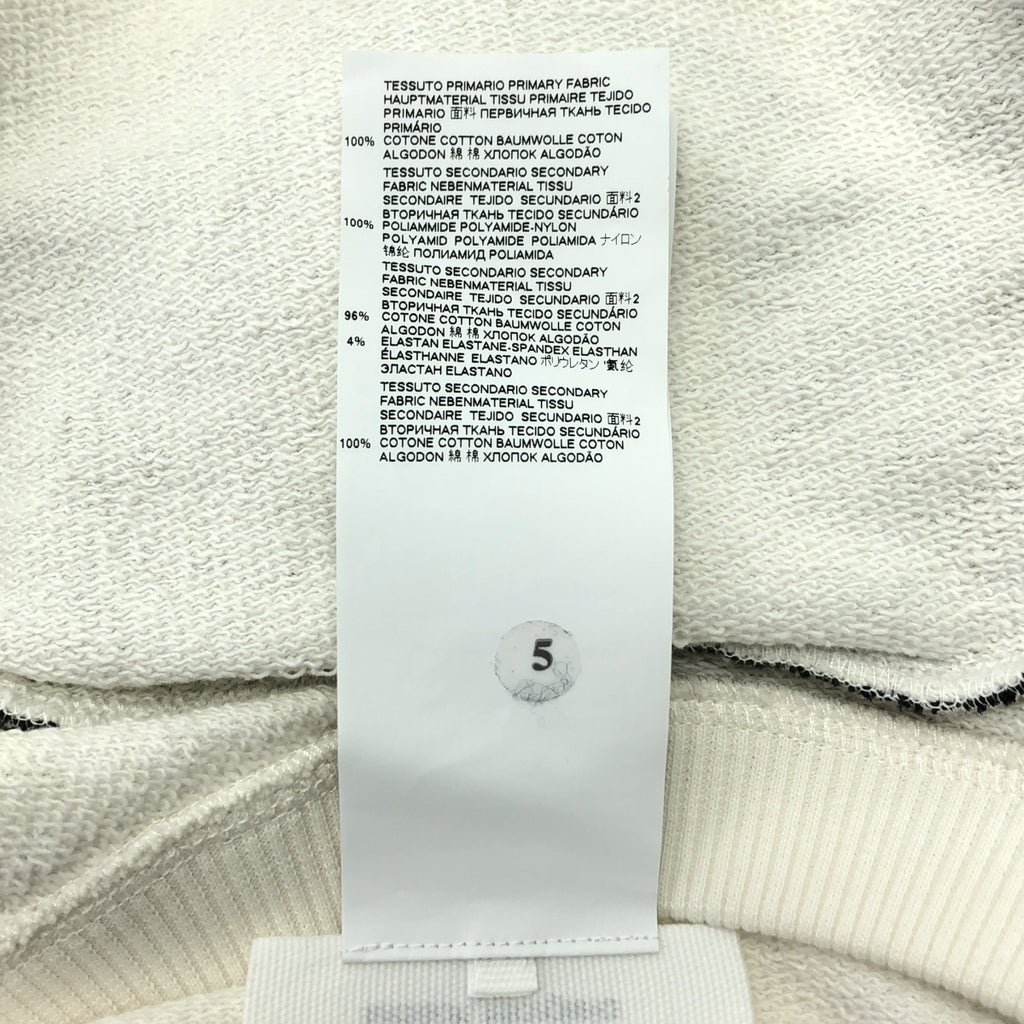 TESSUTO PRIMARIO PRIMARY FABRIC
HAUPTMATERIAL TISSU PRIMAIRE TEJIDO
PRIMARIO 面料 ПЕРВИЧНАЯ ТКАНЬ TECIDO
PRIMÁRIO
100% COTONE COTTON BAUMWOLLE COTON
ALGODON 綿 棉 ХЛОПОК ALGODÃO
TESSUTO SECONDARIO SECONDARY
FABRIC NEBENMATERIAL TISSU
SECONDAIRE TEJIDO SECUNDARIO 面料2
ВТОРИЧНАЯ ТКАНЬ TECIDO SECUNDÁRIO
100% POLIAMMIDE POLYAMIDE-NYLON
POLYAMID POLYAMIDE POLIAMIDA ナイロン
锦纶 ПОЛИАМИД POLIAMIDA
TESSUTO SECONDARIO SECONDARY
FABRIC NEBENMATERIAL TISSU
SECONDAIRE TEJIDO SECUNDARIO 面料2
ВТОРИЧНАЯ ТКАНЬ TECIDO SECUNDÁRIO
96% COTONE COTTON BAUMWOLLE COTON
ALGODON 綿 棉 ХЛОПОК ALGODÃO
4% ELASTAN ELASTANE-SPANDEX ELASTHAN
ÉLASTHANNE ELASTANO ポリウレタン '氨纶
ЭЛАСТАН ELASTANO
TESSUTO SECONDARIO SECONDARY
FABRIC NEBENMATERIAL TISSU
SECONDAIRE TEJIDO SECUNDARIO 面料2
ВТОРИЧНАЯ ТКАНЬ TECIDO SECUNDÁRIO
100% COTONE COTTON BAUMWOLLE COTON
ALGODON 綿 棉 ХЛОПОК ALGODÃO
5